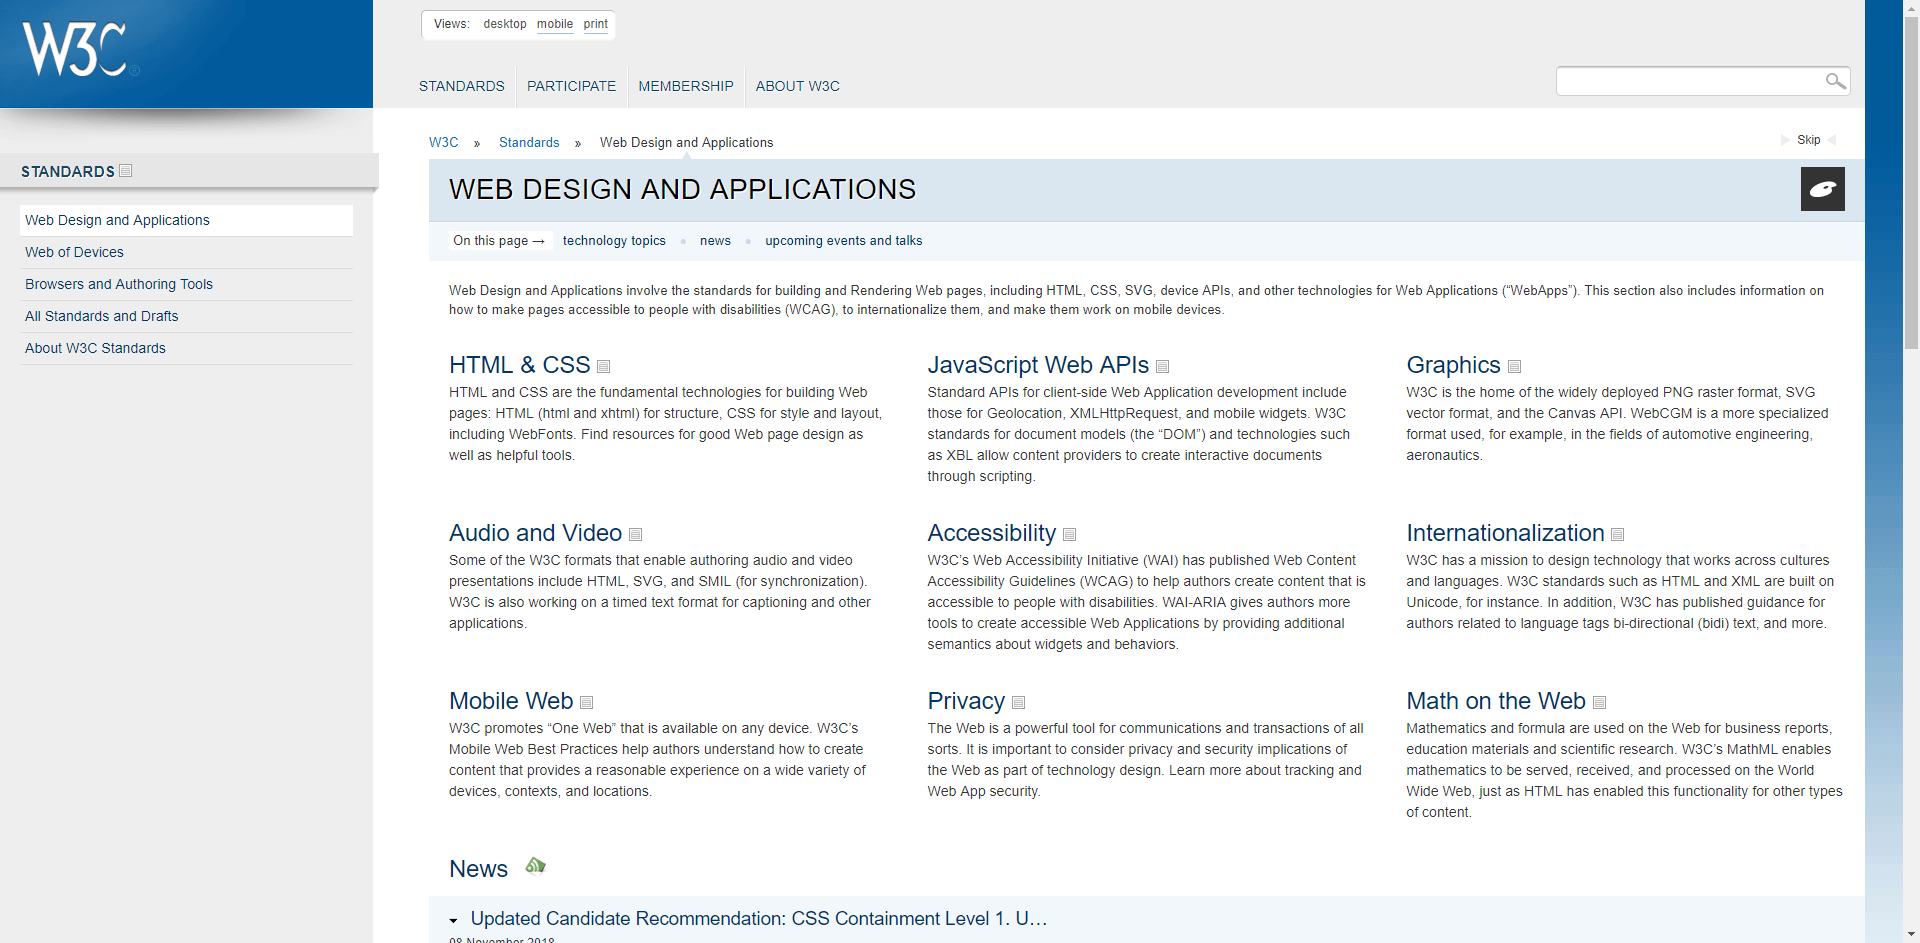 W3C®
Views: desktop mobile print
STANDARDS PARTICIPATE MEMBERSHIP ABOUT W3C
W3C » Standards » Web Design and Applications
Skip
STANDARDS
Web Design and Applications
Web of Devices
Browsers and Authoring Tools
All Standards and Drafts
About W3C Standards
WEB DESIGN AND APPLICATIONS
On this page → technology topics • news • upcoming events and talks
Web Design and Applications involve the standards for building and Rendering Web pages, including HTML, CSS, SVG, device APIs, and other technologies for Web Applications (“WebApps”). This section also includes information on
how to make pages accessible to people with disabilities (WCAG), to internationalize them, and make them work on mobile devices.
HTML & CSS
HTML and CSS are the fundamental technologies for building Web
pages: HTML (html and xhtml) for structure, CSS for style and layout,
including WebFonts. Find resources for good Web page design as
well as helpful tools.
JavaScript Web APIs
Standard APIs for client-side Web Application development include
those for Geolocation, XMLHttpRequest, and mobile widgets. W3C
standards for document models (the “DOM”) and technologies such
as XBL allow content providers to create interactive documents
through scripting.
Graphics
W3C is the home of the widely deployed PNG raster format, SVG
vector format, and the Canvas API. WebCGM is a more specialized
format used, for example, in the fields of automotive engineering,
aeronautics.
Audio and Video
Some of the W3C formats that enable authoring audio and video
presentations include HTML, SVG, and SMIL (for synchronization).
W3C is also working on a timed text format for captioning and other
applications.
Accessibility
W3C’s Web Accessibility Initiative (WAI) has published Web Content
Accessibility Guidelines (WCAG) to help authors create content that is
accessible to people with disabilities. WAI-ARIA gives authors more
tools to create accessible Web Applications by providing additional
semantics about widgets and behaviors.
Internationalization
W3C has a mission to design technology that works across cultures
and languages. W3C standards such as HTML and XML are built on
Unicode, for instance. In addition, W3C has published guidance for
authors related to language tags bi-directional (bidi) text, and more.
Mobile Web
W3C promotes “One Web” that is available on any device. W3C’s
Mobile Web Best Practices help authors understand how to create
content that provides a reasonable experience on a wide variety of
devices, contexts, and locations.
Privacy
The Web is a powerful tool for communications and transactions of all
sorts. It is important to consider privacy and security implications of
the Web as part of technology design. Learn more about tracking and
Web App security.
Math on the Web
Mathematics and formula are used on the Web for business reports,
education materials and scientific research. W3C’s MathML enables
mathematics to be served, received, and processed on the World
Wide Web, just as HTML has enabled this functionality for other types
of content.
News
Updated Candidate Recommendation: CSS Containment Level 1. U…
08 November 2018